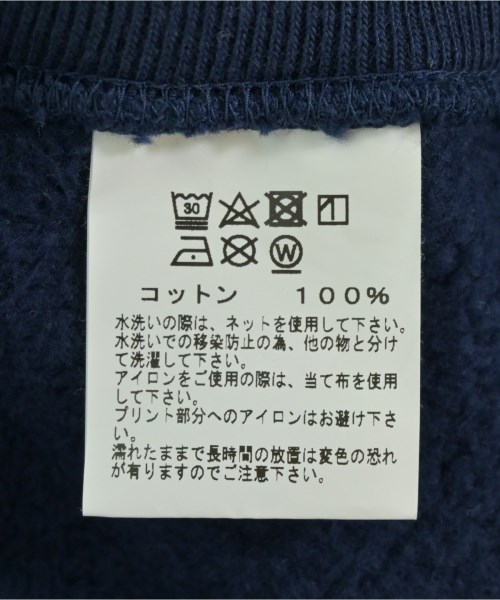 30
W
コットン 100%
水洗いの際は、ネットを使用して下さい。
水洗いでの移染防止の為、他の物と分け
て洗濯して下さい。
アイロンをご使用の際は、当て布を使用
して下さい。
プリント部分へのアイロンはお避け下さ
い。
濡れたままで長時間の放置は変色の恐れ
が有りますのでご注意下さい。